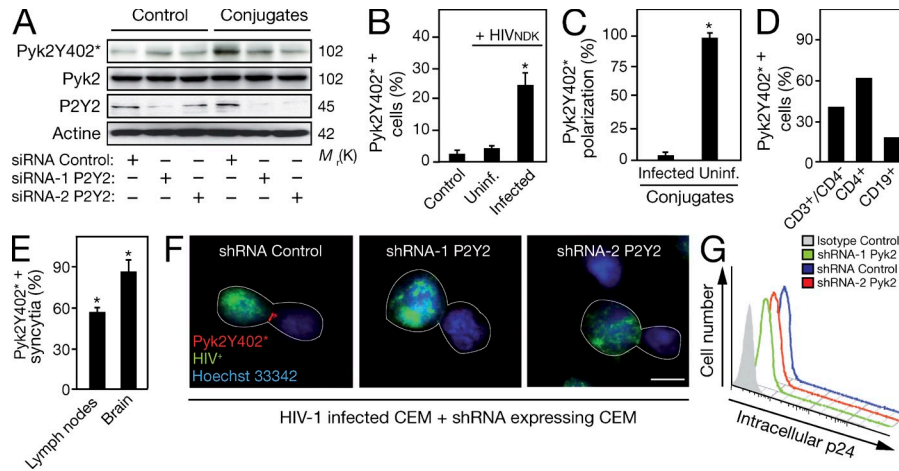 A
Control Conjugates
Pyk2Y402* 102
Pyk2 102
P2Y2 45
Actine 42
Mr(K)
siRNA Control: – – – + – –
siRNA-1 P2Y2: – + – – + –
siRNA-2 P2Y2: – – + – – +
B
+ HIVNDK
Pyk2Y402* +
cells (%)
40
30
20
10
0
*
Control
Uninf.
Infected
C
Pyk2Y402*
polarization (%)
100
75
50
25
0
*
Infected Uninf.
Conjugates
D
Pyk2Y402* +
cells (%)
90
60
30
0
CD3+/CD4-
CD4+
CD19+
E
Pyk2Y402* +
syncytia (%)
90
60
30
0
*
*
Lymph nodes
Brain
F
shRNA Control shRNA-1 P2Y2 shRNA-2 P2Y2
Pyk2Y402*
HIV+
Hoechst 33342
HIV-1 infected CEM + shRNA expressing CEM
G
Isotype Control
shRNA-1 Pyk2
shRNA Control
shRNA-2 Pyk2
Cell number
Intracellular p24